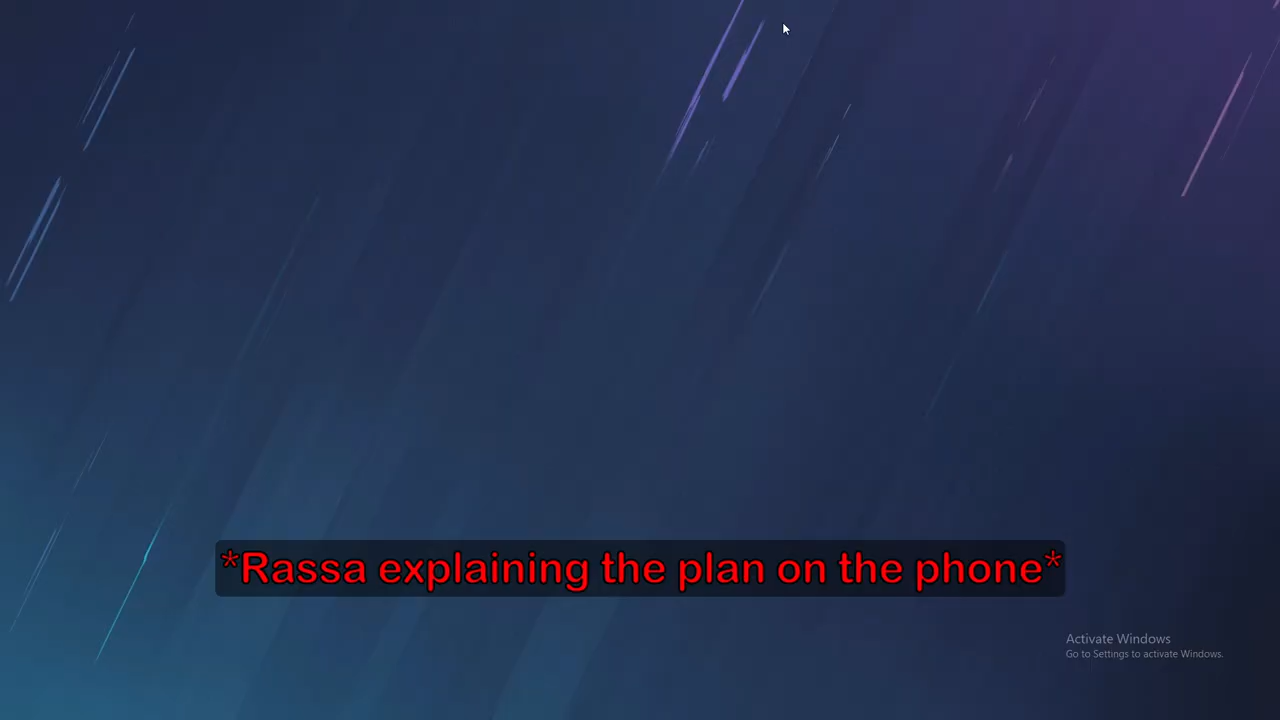 *Rassa explaining the plan on the phone*
Activate Windows
Go to Settings to activate Windows.